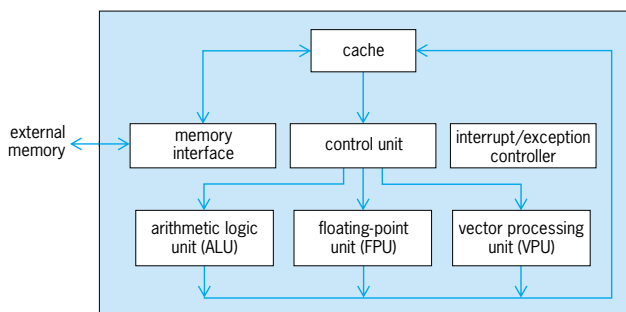 cache
external
memory
memory
interface
control unit
interrupt/exception
controller
arithmetic logic
unit (ALU)
floating-point
unit (FPU)
vector processing
unit (VPU)